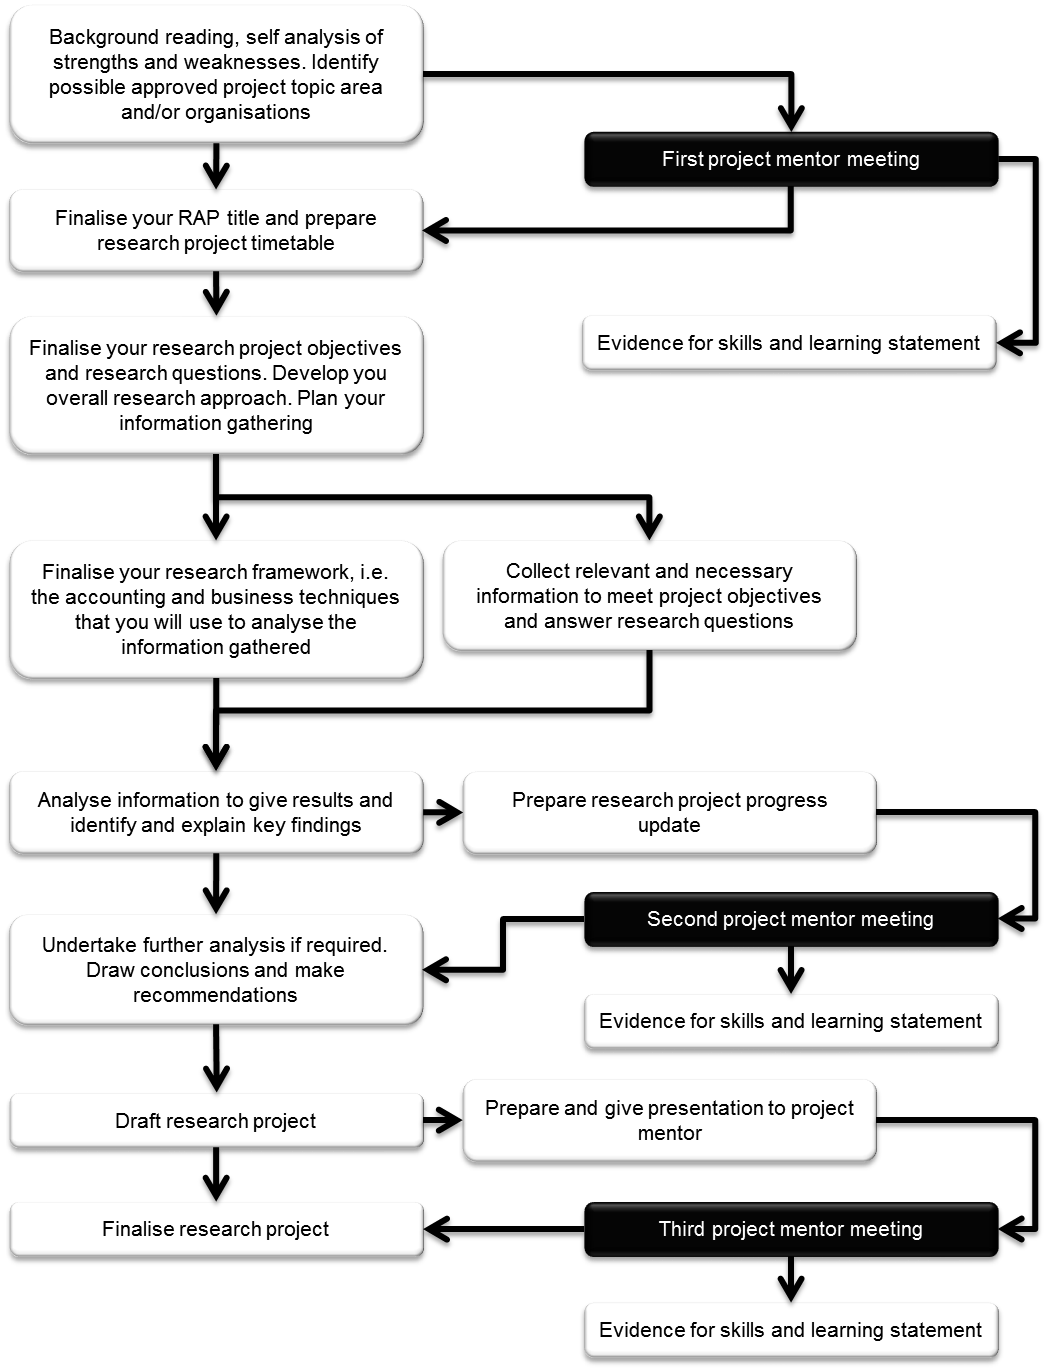 Background reading, self analysis of
strengths and weaknesses. Identify
possible approved project topic area
and/or organisations
First project mentor meeting
Finalise your RAP title and prepare
research project timetable
Evidence for skills and learning statement
Finalise your research project objectives
and research questions. Develop you
overall research approach. Plan your
information gathering
Finalise your research framework, i.e.
the accounting and business techniques
that you will use to analyse the
information gathered
Collect relevant and necessary
information to meet project objectives
and answer research questions
Analyse information to give results and
identify and explain key findings
Prepare research project progress
update
Second project mentor meeting
Undertake further analysis if required.
Draw conclusions and make
recommendations
Evidence for skills and learning statement
Draft research project
Prepare and give presentation to project
mentor
Finalise research project
Third project mentor meeting
Evidence for skills and learning statement